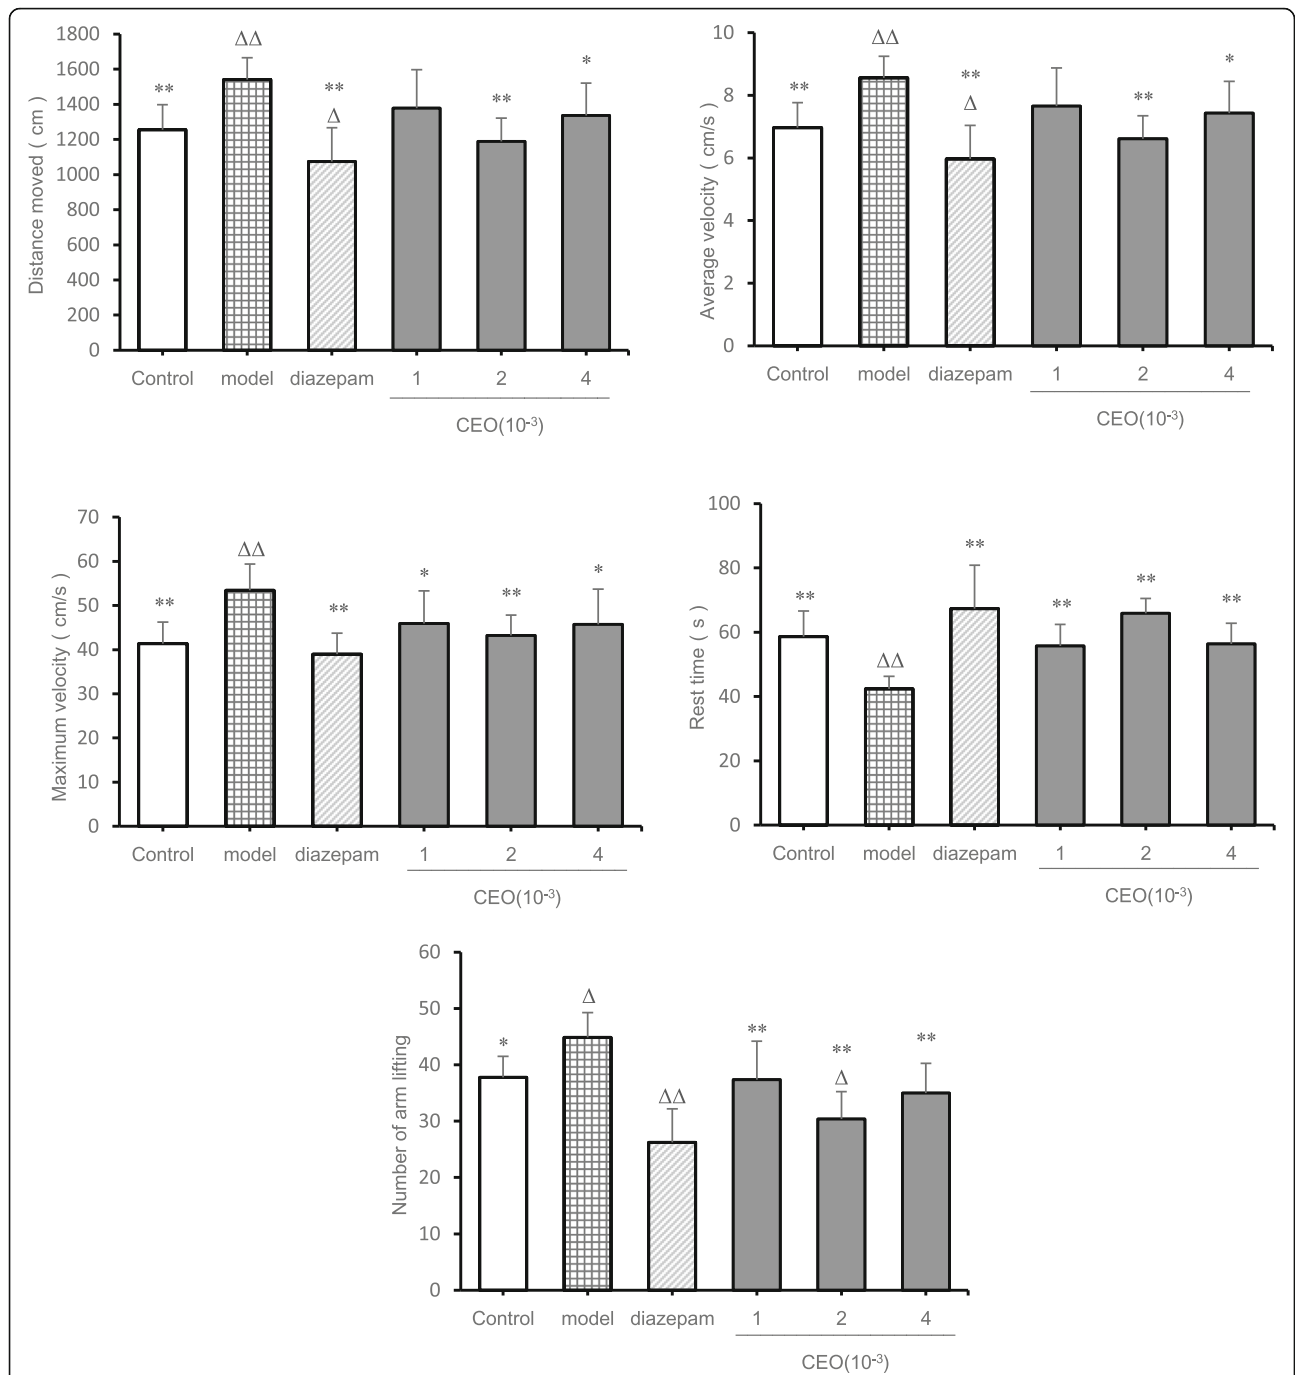 Distance moved ( cm )
1800
1600
1400
1200
1000
800
600
400
200
0
**
ΔΔ
**
Δ
**
*
Control model diazepam 1 2 4
CEO(10⁻³)
Average velocity ( cm/s )
10
8
6
4
2
0
**
ΔΔ
**
Δ
**
*
Control model diazepam 1 2 4
CEO(10⁻³)
Maximum velocity ( cm/s )
70
60
50
40
30
20
10
0
**
ΔΔ
**
*
**
*
Control model diazepam 1 2 4
CEO(10⁻³)
Rest time ( s )
100
80
60
40
20
0
**
ΔΔ
**
**
**
**
Control model diazepam 1 2 4
CEO(10⁻³)
Number of arm lifting
60
50
40
30
20
10
0
*
Δ
ΔΔ
**
**
Δ
**
Control model diazepam 1 2 4
CEO(10⁻³)